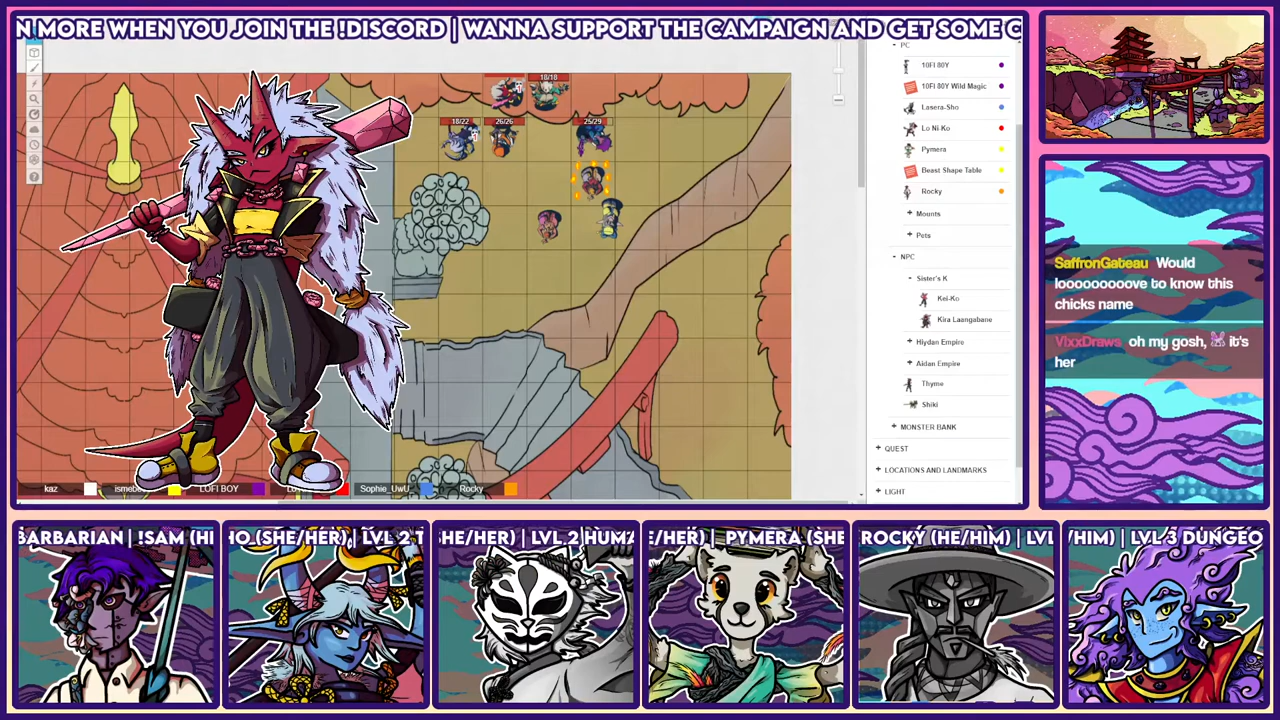 N MORE WHEN YOU JOIN THE !DISCORD | WANNA SUPPORT THE CAMPAIGN AND GET SOME C
18/18
18/22
26/26
25/29
PC
10FI 80Y
10FI 80Y Wild Magic
Lasera-Sho
Lo Ni-Ko
Pymera
Beast Shape Table
Rocky
Mounts
Pets
NPC
Sister's K
Kei-Ko
Kira Laangabane
Hiydan Empire
Aidan Empire
Thyme
Shiki
MONSTER BANK
QUEST
LOCATIONS AND LANDMARKS
LIGHT
SaffronGateau Would
looooooooove to know this
chicks name
VixxDraws oh my gosh, it's
her
kaz
LOFI BOY
Sophie_UwU
Rocky
BARBARIAN | !SAM (HI
HO (SHE/HER) | LVL 2 T
SHE/HER) | LVL 2 HUMA
E/HER) | PYMERA (SHE
ROCKY (HE/HIM) | LVL
/HIM) | LVL 3 DUNGEO